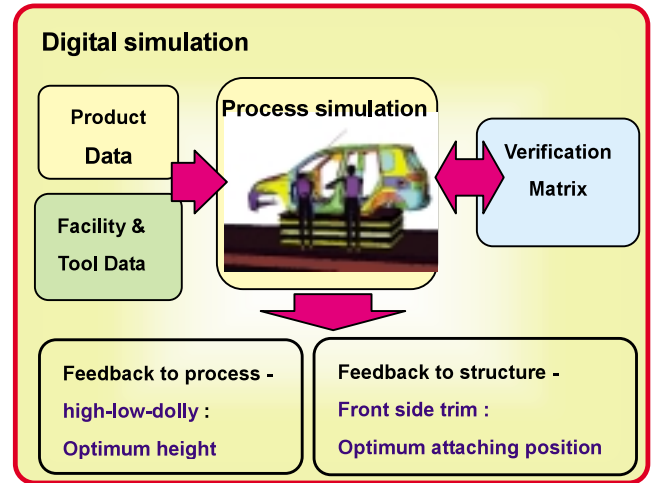 Digital simulation
Product
Data
Facility &
Tool Data
Process simulation
Verification
Matrix
Feedback to process -
high-low-dolly :
Optimum height
Feedback to structure -
Front side trim :
Optimum attaching position